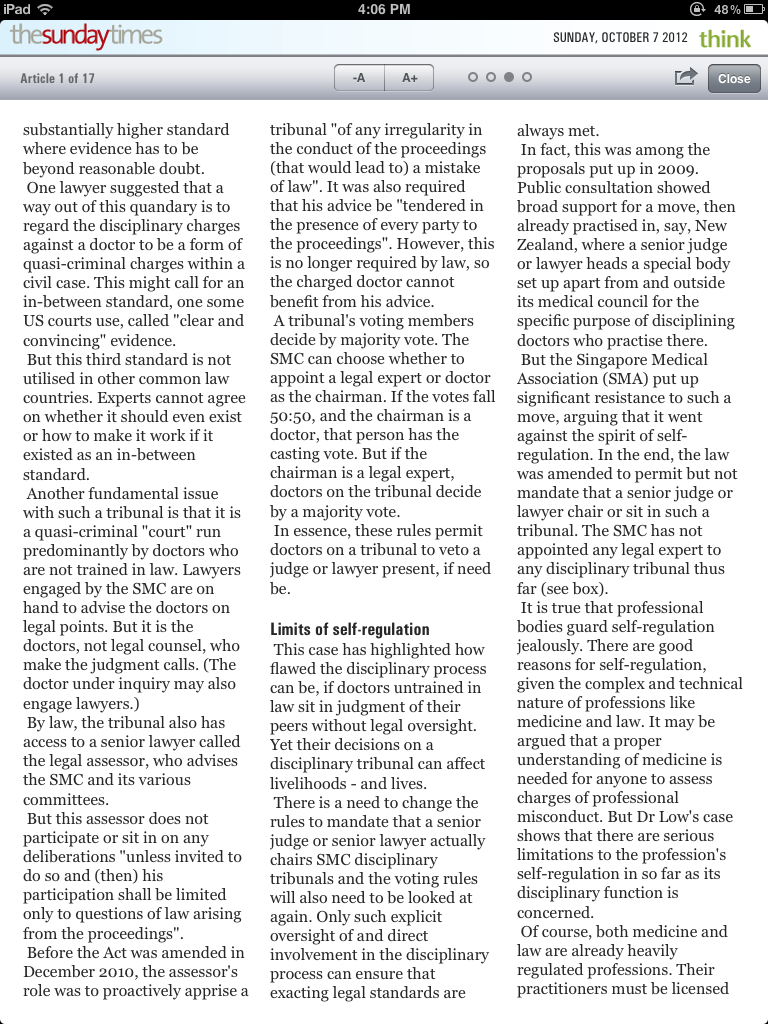 iPad 4:06 PM 48%
thesundaytimes SUNDAY, OCTOBER 7 2012 think
Article 1 of 17 -A A+ Close
substantially higher standard
where evidence has to be
beyond reasonable doubt.
One lawyer suggested that a
way out of this quandary is to
regard the disciplinary charges
against a doctor to be a form of
quasi-criminal charges within a
civil case. This might call for an
in-between standard, one some
US courts use, called "clear and
convincing" evidence.
But this third standard is not
utilised in other common law
countries. Experts cannot agree
on whether it should even exist
or how to make it work if it
existed as an in-between
standard.
Another fundamental issue
with such a tribunal is that it is
a quasi-criminal "court" run
predominantly by doctors who
are not trained in law. Lawyers
engaged by the SMC are on
hand to advise the doctors on
legal points. But it is the
doctors, not legal counsel, who
make the judgment calls. (The
doctor under inquiry may also
engage lawyers.)
By law, the tribunal also has
access to a senior lawyer called
the legal assessor, who advises
the SMC and its various
committees.
But this assessor does not
participate or sit in on any
deliberations "unless invited to
do so and (then) his
participation shall be limited
only to questions of law arising
from the proceedings".
Before the Act was amended in
December 2010, the assessor's
role was to proactively apprise a
tribunal "of any irregularity in
the conduct of the proceedings
(that would lead to) a mistake
of law". It was also required
that his advice be "tendered in
the presence of every party to
the proceedings". However, this
is no longer required by law, so
the charged doctor cannot
benefit from his advice.
A tribunal's voting members
decide by majority vote. The
SMC can choose whether to
appoint a legal expert or doctor
as the chairman. If the votes fall
50:50, and the chairman is a
doctor, that person has the
casting vote. But if the
chairman is a legal expert,
doctors on the tribunal decide
by a majority vote.
In essence, these rules permit
doctors on a tribunal to veto a
judge or lawyer present, if need
be.
Limits of self-regulation
This case has highlighted how
flawed the disciplinary process
can be, if doctors untrained in
law sit in judgment of their
peers without legal oversight.
Yet their decisions on a
disciplinary tribunal can affect
livelihoods - and lives.
There is a need to change the
rules to mandate that a senior
judge or senior lawyer actually
chairs SMC disciplinary
tribunals and the voting rules
will also need to be looked at
again. Only such explicit
oversight of and direct
involvement in the disciplinary
process can ensure that
exacting legal standards are
always met.
In fact, this was among the
proposals put up in 2009.
Public consultation showed
broad support for a move, then
already practised in, say, New
Zealand, where a senior judge
or lawyer heads a special body
set up apart from and outside
its medical council for the
specific purpose of disciplining
doctors who practise there.
But the Singapore Medical
Association (SMA) put up
significant resistance to such a
move, arguing that it went
against the spirit of self-
regulation. In the end, the law
was amended to permit but not
mandate that a senior judge or
lawyer chair or sit in such a
tribunal. The SMC has not
appointed any legal expert to
any disciplinary tribunal thus
far (see box).
It is true that professional
bodies guard self-regulation
jealously. There are good
reasons for self-regulation,
given the complex and technical
nature of professions like
medicine and law. It may be
argued that a proper
understanding of medicine is
needed for anyone to assess
charges of professional
misconduct. But Dr Low's case
shows that there are serious
limitations to the profession's
self-regulation in so far as its
disciplinary function is
concerned.
Of course, both medicine and
law are already heavily
regulated professions. Their
practitioners must be licensed